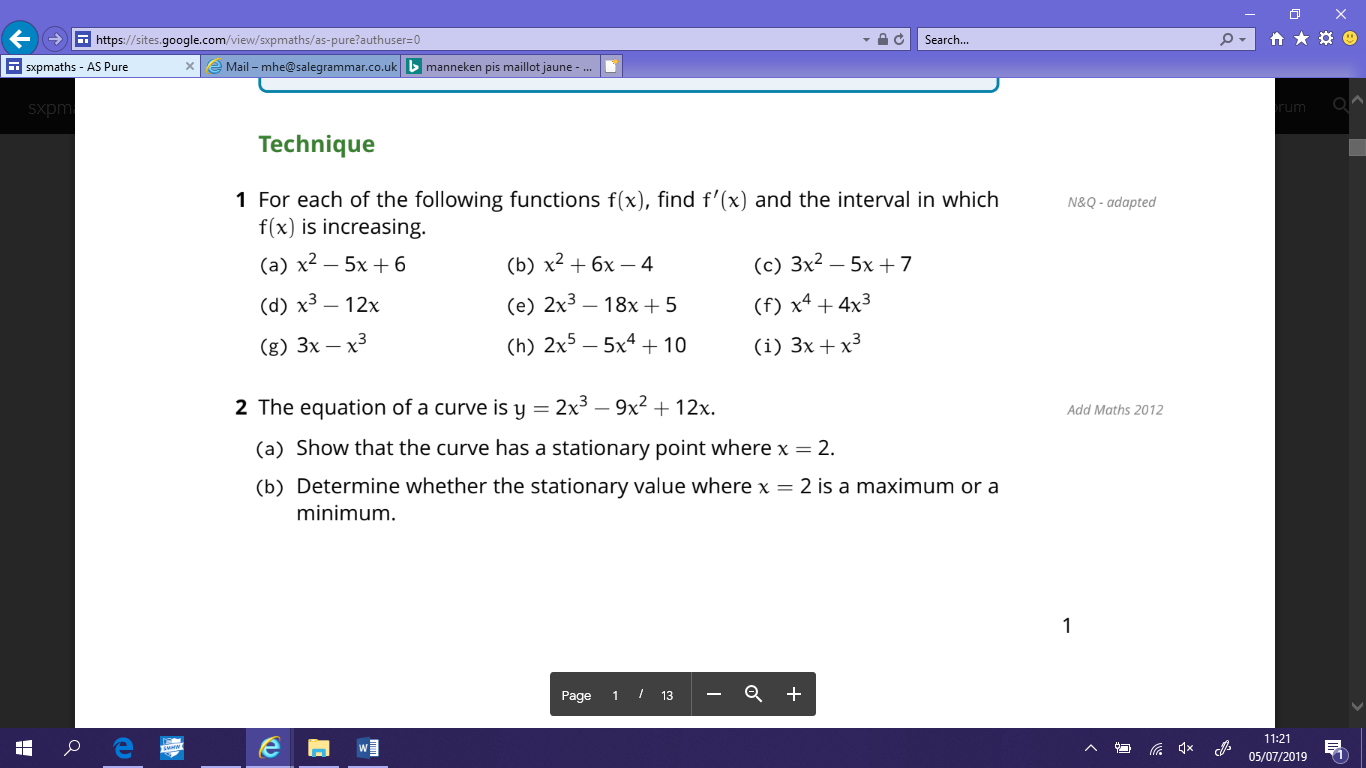 https://sites.google.com/view/sxpmaths/as-pure?authuser=0
Search...
sxpmaths - AS Pure
Mail – mhe@salegrammar.co.uk
manneken pis maillot jaune - ...
sxpm
rum
Technique
1 For each of the following functions f(x), find f′(x) and the interval in which
N&Q - adapted
f(x) is increasing.
(a) x² − 5x + 6 (b) x² + 6x − 4 (c) 3x² − 5x + 7
(d) x³ − 12x (e) 2x³ − 18x + 5 (f) x⁴ + 4x³
(g) 3x − x³ (h) 2x⁵ − 5x⁴ + 10 (i) 3x + x³
2 The equation of a curve is y = 2x³ − 9x² + 12x.
Add Maths 2012
(a) Show that the curve has a stationary point where x = 2.
(b) Determine whether the stationary value where x = 2 is a maximum or a
minimum.
1
Page 1 / 13
11:21
05/07/2019
1